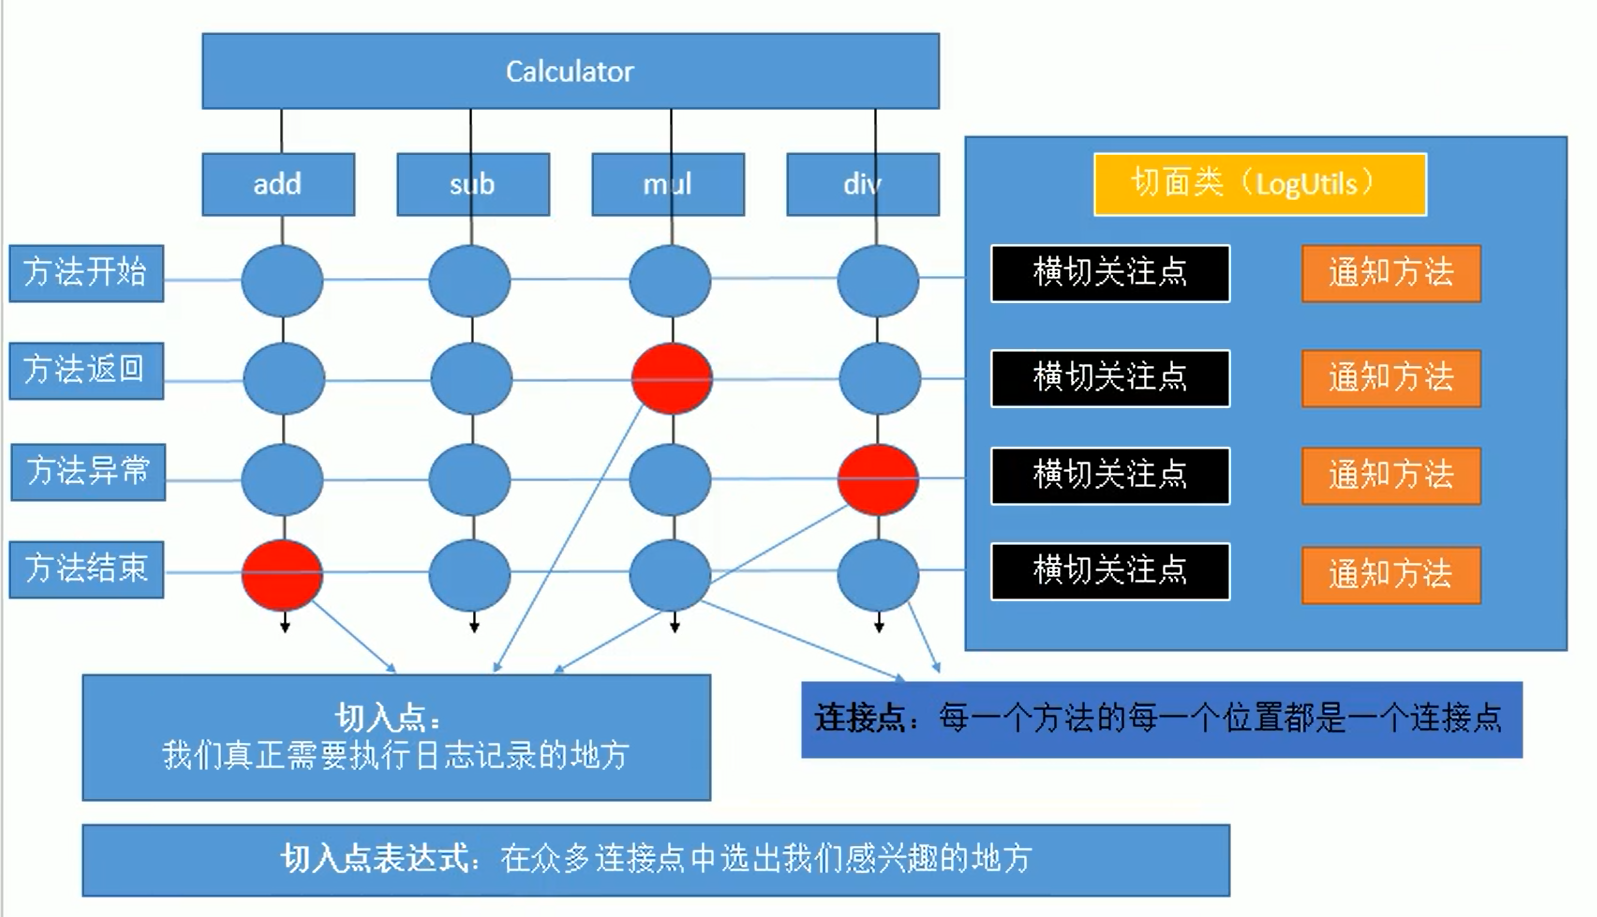 Calculator
add
sub
mul
div
切面类（LogUtils）
方法开始
横切关注点
通知方法
方法返回
横切关注点
通知方法
方法异常
横切关注点
通知方法
方法结束
横切关注点
通知方法
切入点：
我们真正需要执行日志记录的地方
连接点：每一个方法的每一个位置都是一个连接点
切入点表达式：在众多连接点中选出我们感兴趣的地方